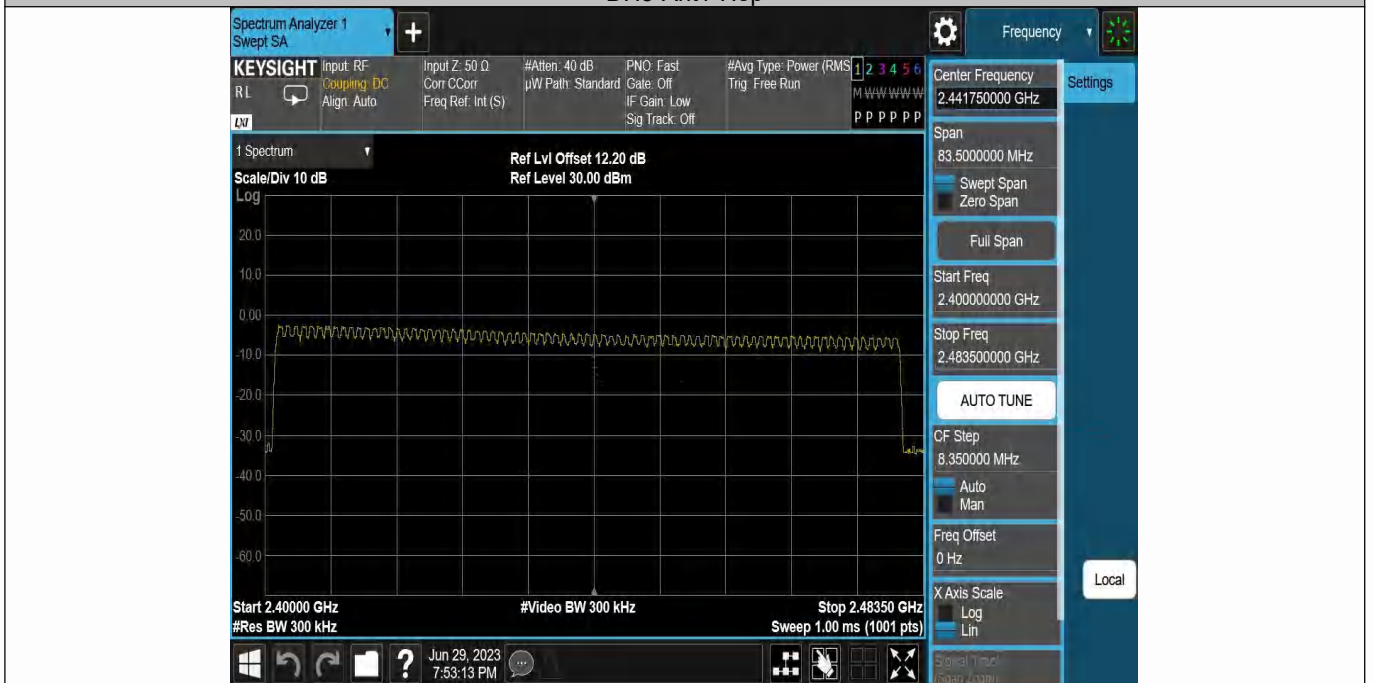 Spectrum Analyzer 1
Swept SA
+
Frequency
KEYSIGHT
RL
LXI
Input: RF
Coupling: DC
Align: Auto
Input Z: 50 Ω
Corr CCorr
Freq Ref: Int (S)
#Atten: 40 dB
µW Path: Standard
PNO: Fast
Gate: Off
IF Gain: Low
Sig Track: Off
#Avg Type: Power (RMS
Trig: Free Run
1 2 3 4 5 6
M W W W W W
P P P P P P
Center Frequency
2.441750000 GHz
Settings
Span
83.5000000 MHz
Swept Span
Zero Span
Full Span
Start Freq
2.400000000 GHz
Stop Freq
2.483500000 GHz
AUTO TUNE
CF Step
8.350000 MHz
Auto
Man
Freq Offset
0 Hz
X Axis Scale
Log
Lin
Signal Track
(Span Zoom)
Local
1 Spectrum
Scale/Div 10 dB
Ref Lvl Offset 12.20 dB
Ref Level 30.00 dBm
Log
20.0
10.0
0.00
-10.0
-20.0
-30.0
-40.0
-50.0
-60.0
Start 2.40000 GHz
#Video BW 300 kHz
Stop 2.48350 GHz
#Res BW 300 kHz
Sweep 1.00 ms (1001 pts)
?
Jun 29, 2023
7:53:13 PM